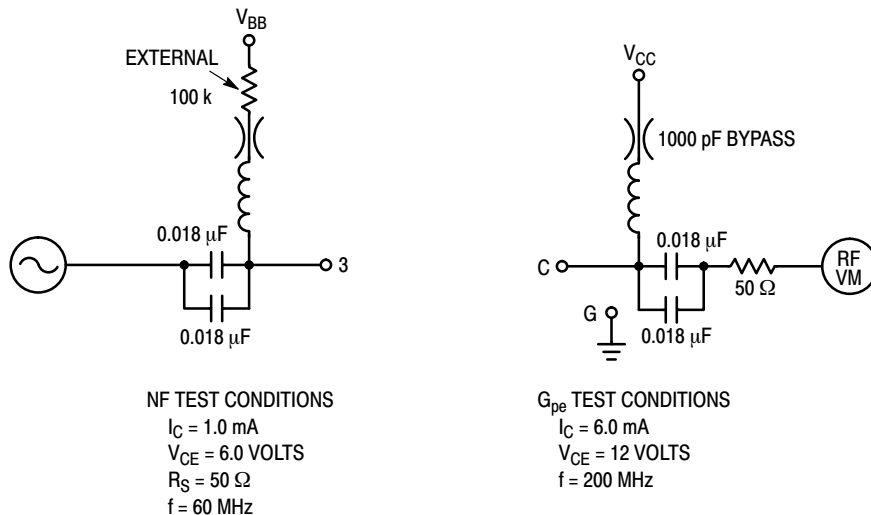 V_BB
EXTERNAL
100 k
0.018 µF
3
0.018 µF
V_CC
1000 pF BYPASS
0.018 µF
C
RF
VM
50 Ω
G
0.018 µF
NF TEST CONDITIONS
I_C = 1.0 mA
V_CE = 6.0 VOLTS
R_S = 50 Ω
f = 60 MHz
G_pe TEST CONDITIONS
I_C = 6.0 mA
V_CE = 12 VOLTS
f = 200 MHz